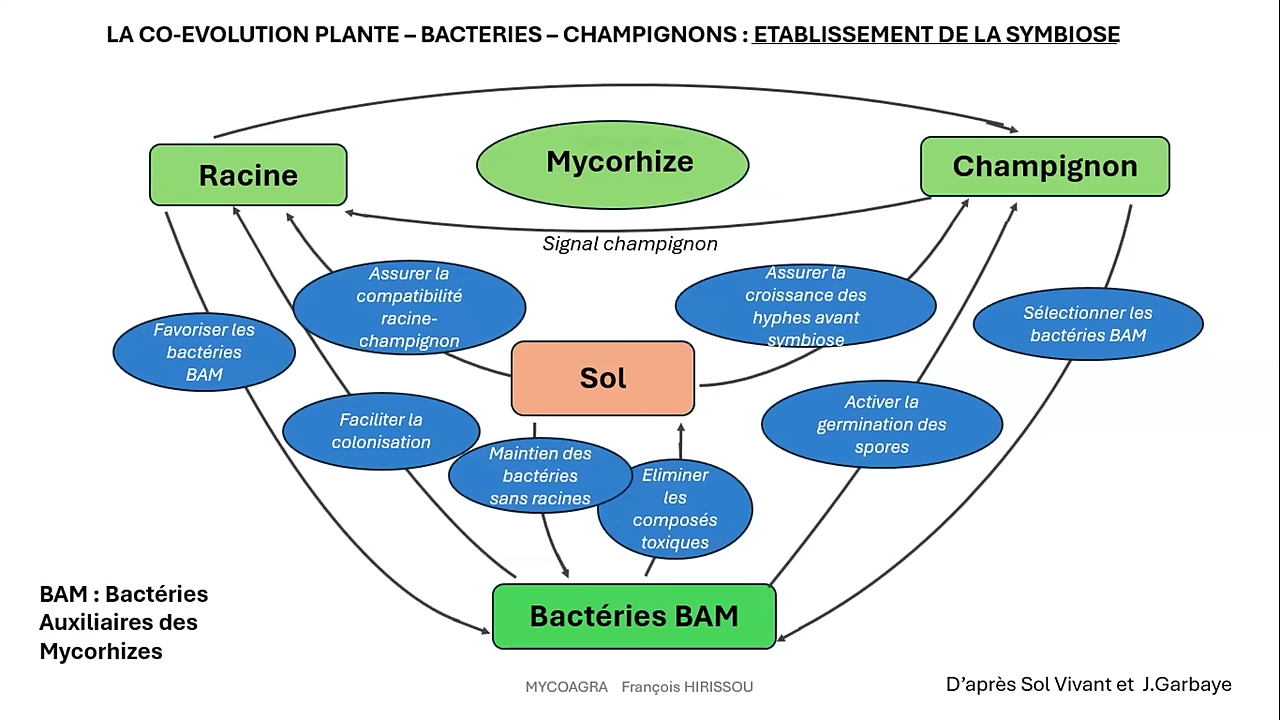 LA CO-EVOLUTION PLANTE – BACTERIES – CHAMPIGNONS : ETABLISSEMENT DE LA SYMBIOSE
Racine
Mycorhize
Champignon
Signal champignon
Assurer la
compatibilité
racine-
champignon
Assurer la
croissance des
hyphes avant
symbiose
Favoriser les
bactéries
BAM
Sélectionner les
bactéries BAM
Sol
Faciliter la
colonisation
Activer la
germination des
spores
Maintien des
bactéries
sans racines
Eliminer
les
composés
toxiques
Bactéries BAM
BAM : Bactéries
Auxiliaires des
Mycorhizes
MYCOAGRA François HIRISSOU
D’après Sol Vivant et J.Garbaye